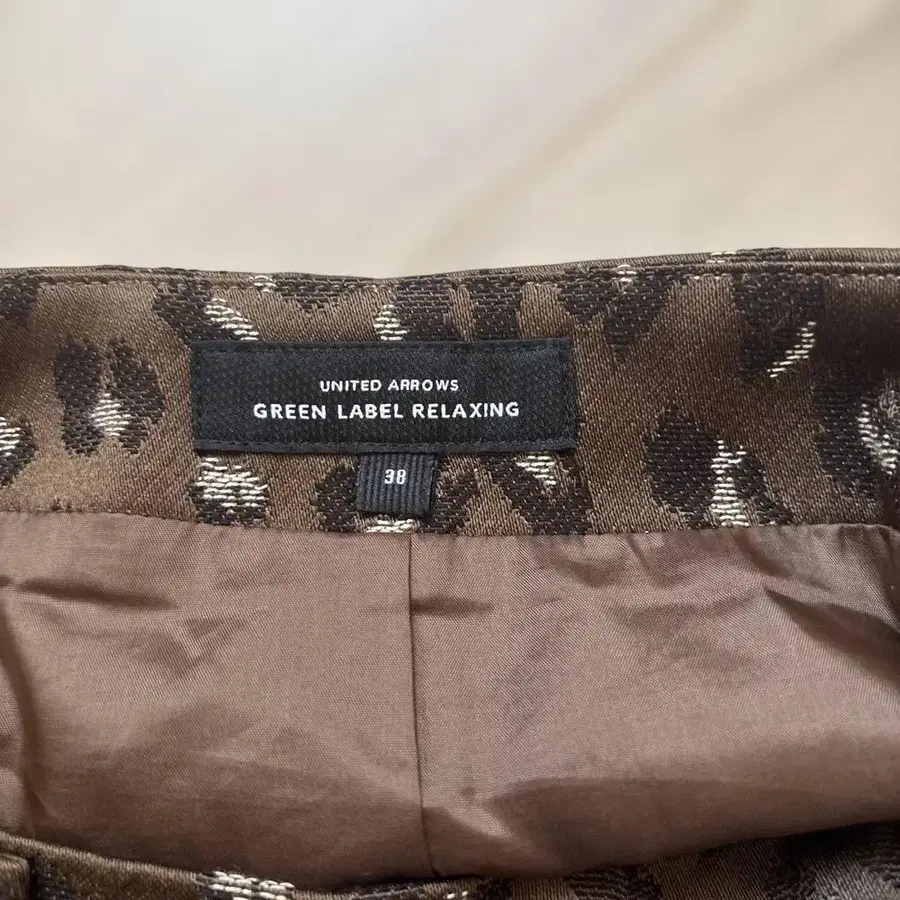 UNITED ARROWS
GREEN LABEL RELAXING
38